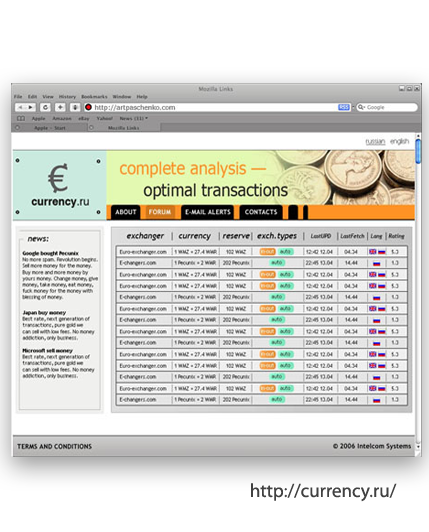 Mozilla Links
File Edit View History Bookmarks Window Help
http://artpaschenko.com RSS Google
Apple Amazon eBay Yahoo! News (51)
Apple - Start Mozilla Links
russian english
€
currency.ru
complete analysis —
optimal transactions
ABOUT FORUM E-MAIL ALERTS CONTACTS
news:
Google bought Pecunix
No more spam. Revolution begins.
Sell more money for the money.
Buy more and more money by
yours money. Change money, give
money, take money, eat money,
fuck money for the money with
blessing of money.
Japan buy money
Best rate, next generation of
transactions, pure gold we
can sell with low fees. No money
addiction, only business.
Microsoft sell money
Best rate, next generation of
transactions, pure gold we
can sell with low fees. No money
addiction, only business.
exchanger currency reserve exch.types LastUPD LastFetch Lang Rating
Euro-exchanger.com 1 WMZ = 27.4 WMR 102 WMZ in-out auto 12:42 12.04 04.34 5.3
E-changers.com 1 Pecunix = 2 WMR 202 Pecunix auto 22:45 13.04 14.44 1.3
Euro-exchanger.com 1 WMZ = 27.4 WMR 102 WMZ in-out auto 12:42 12.04 04.34 5.3
E-changers.com 1 Pecunix = 2 WMR 202 Pecunix auto 22:45 13.04 14.44 1.3
Euro-exchanger.com 1 WMZ = 27.4 WMR 102 WMZ in-out auto 12:42 12.04 04.34 5.3
E-changers.com 1 Pecunix = 2 WMR 202 Pecunix auto 22:45 13.04 14.44 1.3
Euro-exchanger.com 1 WMZ = 27.4 WMR 102 WMZ in-out auto 12:42 12.04 04.34 5.3
E-changers.com 1 Pecunix = 2 WMR 202 Pecunix auto 22:45 13.04 14.44 1.3
Euro-exchanger.com 1 WMZ = 27.4 WMR 102 WMZ in-out auto 12:42 12.04 04.34 5.3
E-changers.com 1 Pecunix = 2 WMR 202 Pecunix auto 22:45 13.04 14.44 1.3
Euro-exchanger.com 1 WMZ = 27.4 WMR 102 WMZ in-out auto 12:42 12.04 04.34 5.3
E-changers.com 1 Pecunix = 2 WMR 202 Pecunix auto 22:45 13.04 14.44 1.3
Euro-exchanger.com 1 WMZ = 27.4 WMR 102 WMZ in-out auto 12:42 12.04 04.34 5.3
E-changers.com 1 Pecunix = 2 WMR 202 Pecunix auto 22:45 13.04 14.44 1.3
TERMS AND CONDITIONS © 2006 Intelcom Systems
http://currency.ru/